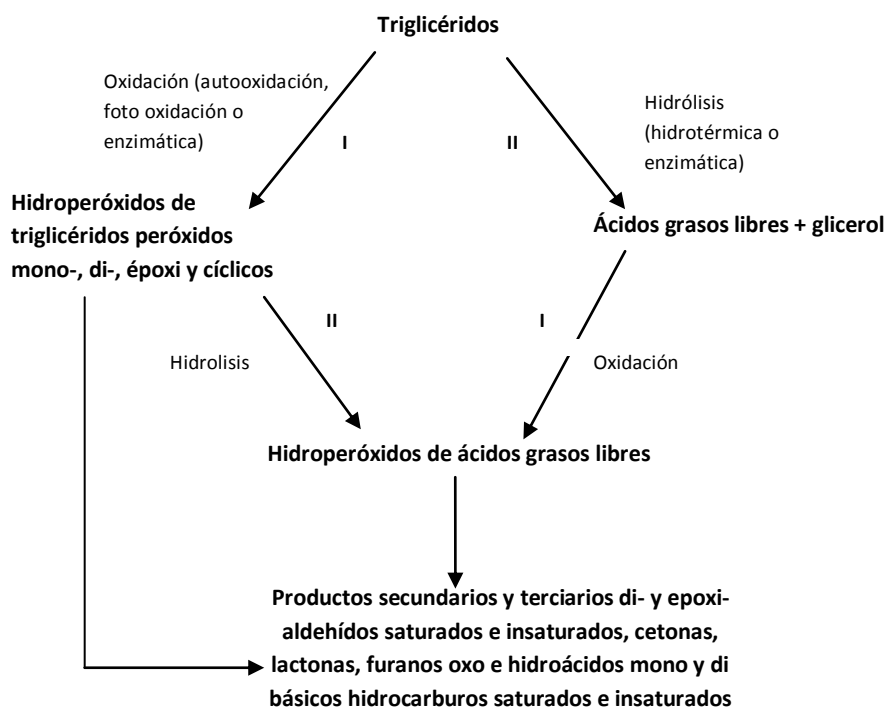 Triglicéridos
Oxidación (autooxidación,
foto oxidación o
enzimática)
I
II
Hidrólisis
(hidrotérmica o
enzimática)
Hidroperóxidos de
triglicéridos peróxidos
mono-, di-, époxi y cíclicos
Ácidos grasos libres + glicerol
II
I
Hidrolisis
Oxidación
Hidroperóxidos de ácidos grasos libres
Productos secundarios y terciarios di- y epoxi-
aldehídos saturados e insaturados, cetonas,
lactonas, furanos oxo e hidroácidos mono y di
básicos hidrocarburos saturados e insaturados